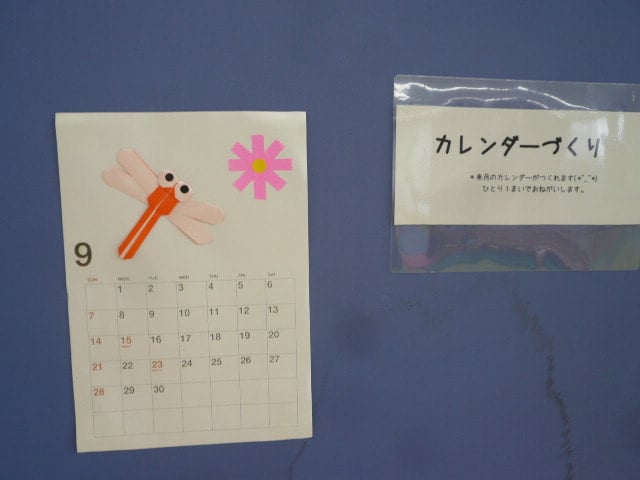 カレンダーづくり
*来月のカレンダーがつくれます(*^_^*)
ひとり1まいでおねがいします。
9
SUN MON TUE WED THU FRI SAT
1 2 3 4 5 6
7 8 9 10 11 12 13
14 15 16 17 18 19 20
21 22 23 24 25 26 27
28 29 30